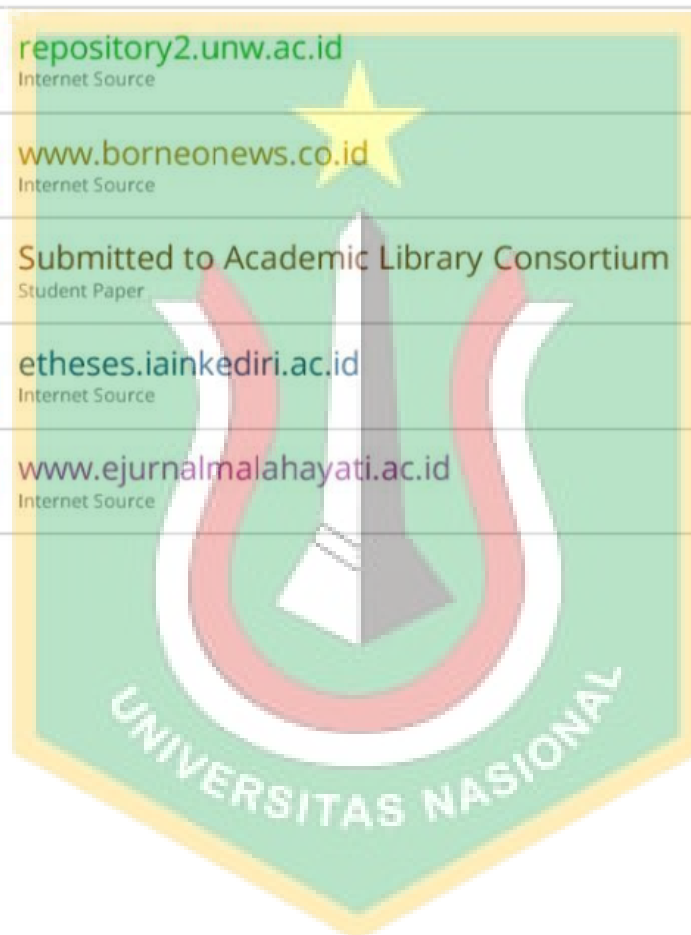 repository2.unw.ac.id
Internet Source
www.borneonews.co.id
Internet Source
Submitted to Academic Library Consortium
Student Paper
etheses.iainkediri.ac.id
Internet Source
www.ejurnalmalahayati.ac.id
Internet Source
UNIVERSITAS NASIONAL